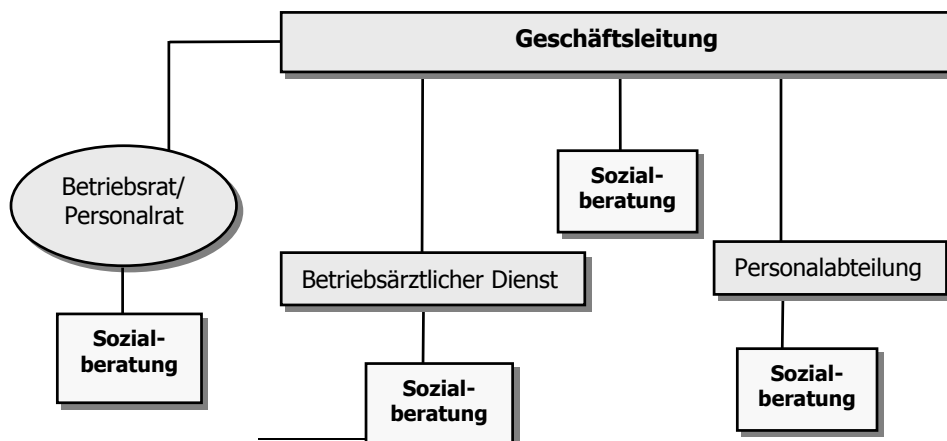 Geschäftsleitung
Betriebsrat/
Personalrat
Sozial-
beratung
Betriebsärztlicher Dienst
Personalabteilung
Sozial-
beratung
Sozial-
beratung
Sozial-
beratung